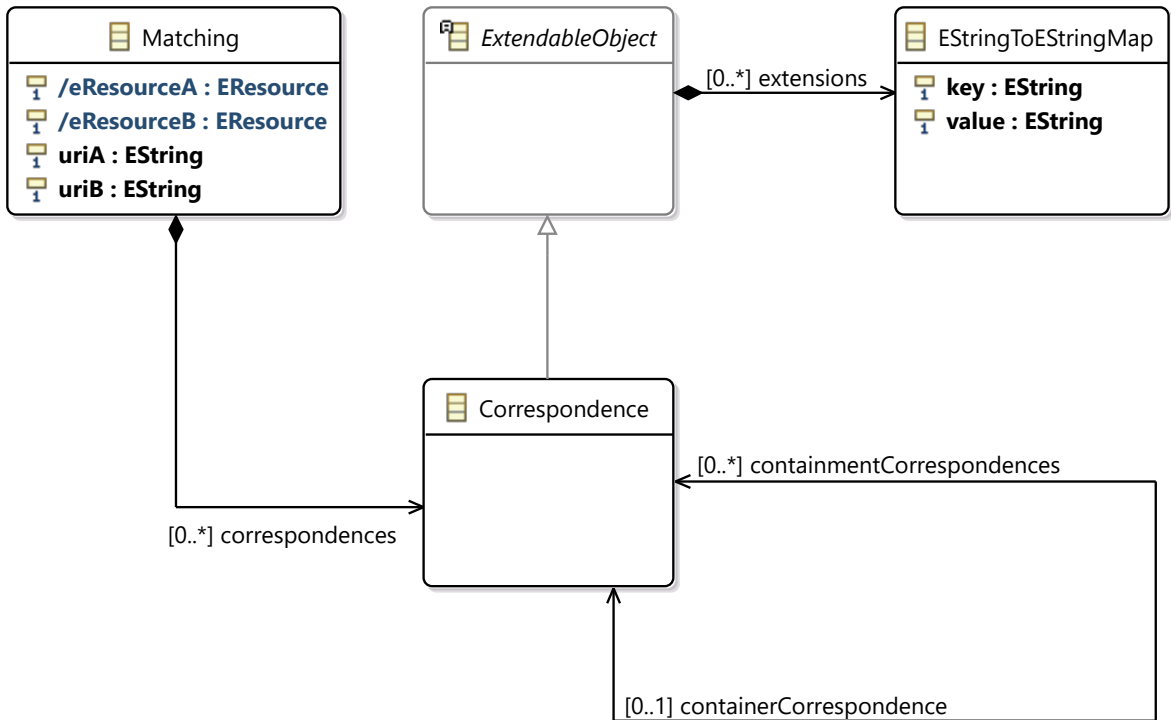 Matching
/eResourceA : EResource
/eResourceB : EResource
uriA : EString
uriB : EString
ExtendableObject
[0..*] extensions
EStringToEStringMap
key : EString
value : EString
Correspondence
[0..*] correspondences
[0..*] containmentCorrespondences
[0..1] containerCorrespondence